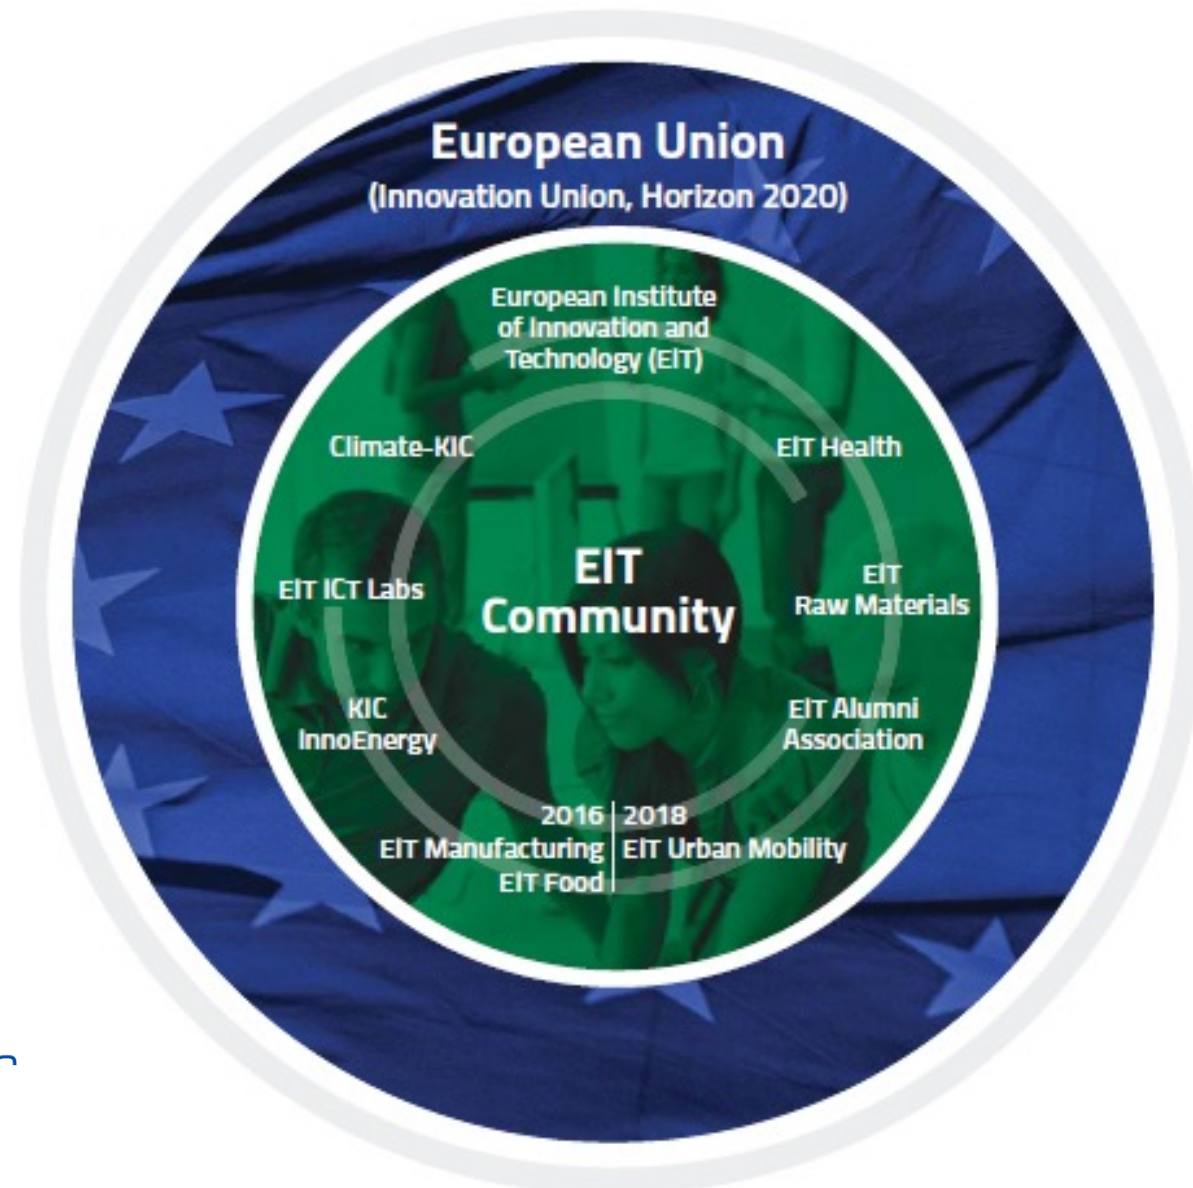 European Union
(Innovation Union, Horizon 2020)
European Institute
of Innovation and
Technology (EIT)
Climate-KIC
EIT Health
EIT
Community
EIT ICT Labs
EIT
Raw Materials
KIC
InnoEnergy
EIT Alumni
Association
2016 | 2018
EIT Manufacturing | EIT Urban Mobility
EIT Food